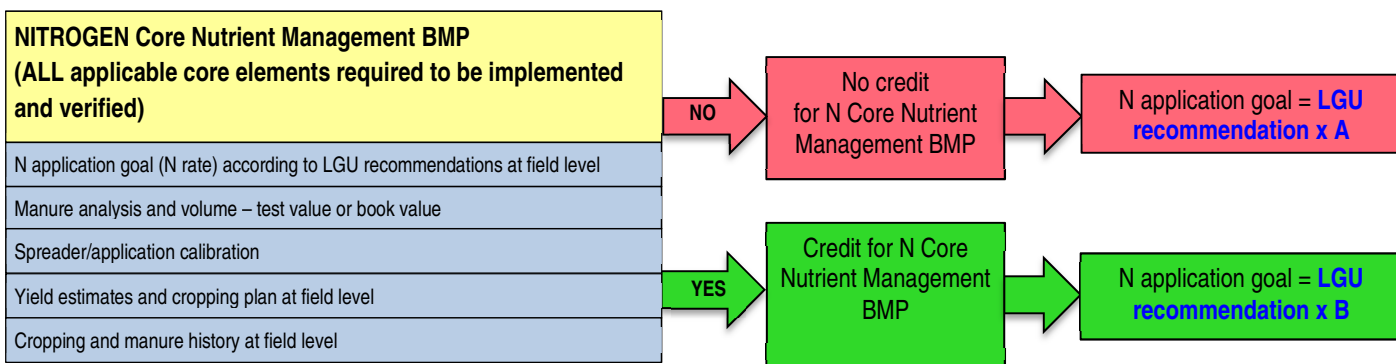 NITROGEN Core Nutrient Management BMP
(ALL applicable core elements required to be implemented
and verified)
N application goal (N rate) according to LGU recommendations at field level
Manure analysis and volume – test value or book value
Spreader/application calibration
Yield estimates and cropping plan at field level
Cropping and manure history at field level
NO
No credit
for N Core Nutrient
Management BMP
N application goal = LGU
recommendation x A
YES
Credit for N Core
Nutrient Management
BMP
N application goal = LGU
recommendation x B